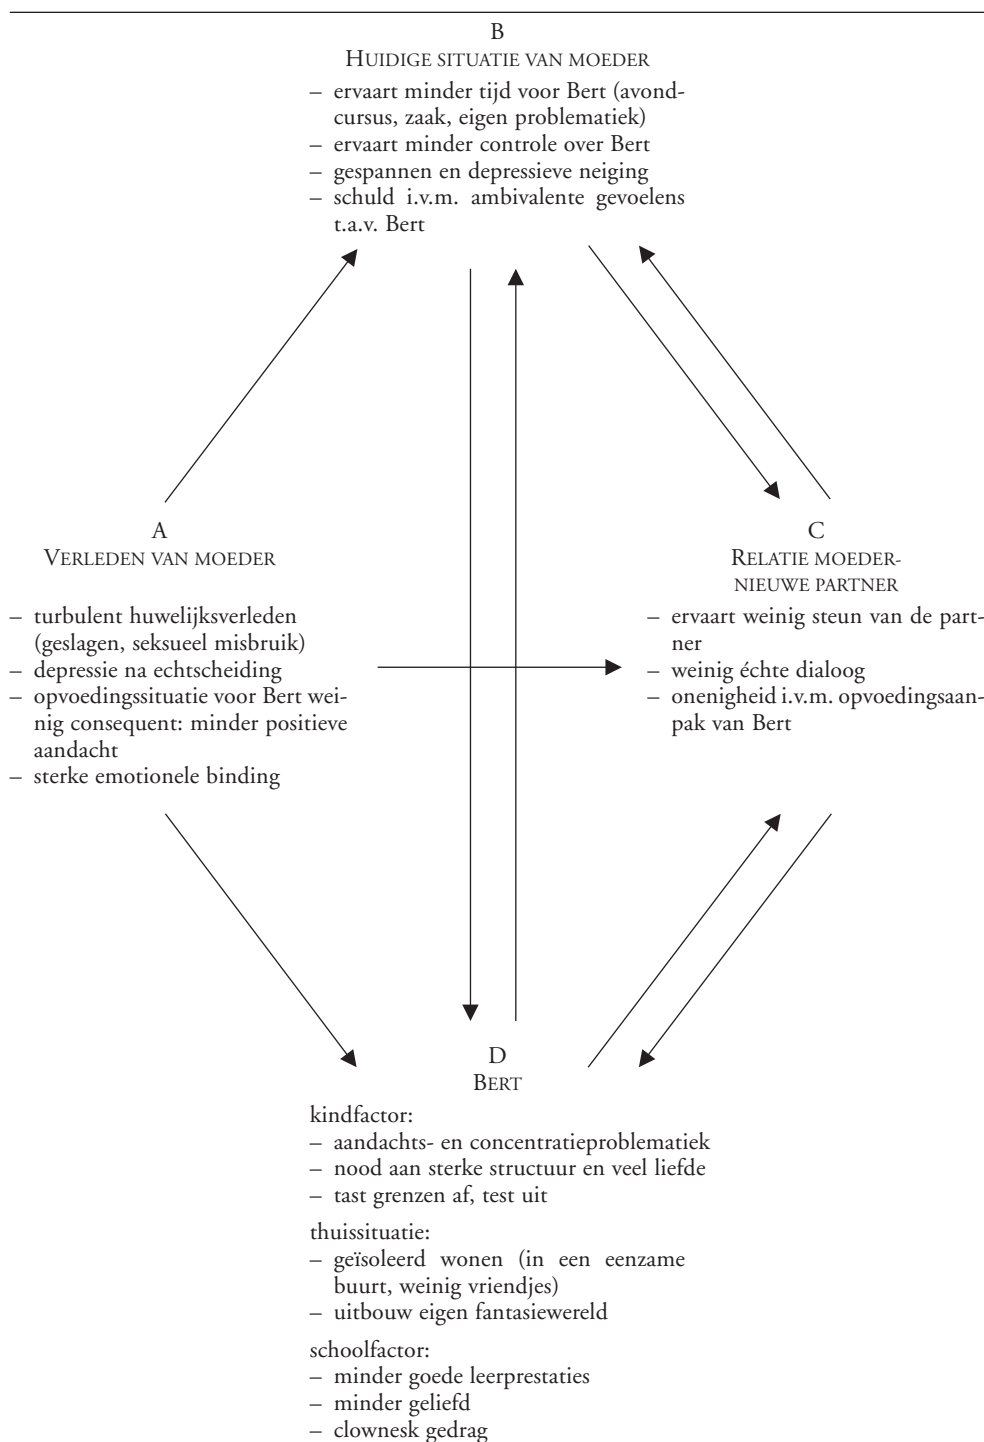 B
HUIDIGE SITUATIE VAN MOEDER
– ervaart minder tijd voor Bert (avond-
cursus, zaak, eigen problematiek)
– ervaart minder controle over Bert
– gespannen en depressieve neiging
– schuld i.v.m. ambivalente gevoelens
t.a.v. Bert
A
VERLEDEN VAN MOEDER
– turbulent huwelijksverleden
(geslagen, seksueel misbruik)
– depressie na echtscheiding
– opvoedingssituatie voor Bert wei-
nig consequent: minder positieve
aandacht
– sterke emotionele binding
C
RELATIE MOEDER-
NIEUWE PARTNER
– ervaart weinig steun van de part-
ner
– weinig échte dialoog
– onenigheid i.v.m. opvoedingsaan-
pak van Bert
D
BERT
kindfactor:
– aandachts- en concentratieproblematiek
– nood aan sterke structuur en veel liefde
– tast grenzen af, test uit
thuissituatie:
– geïsoleerd wonen (in een eenzame
buurt, weinig vriendjes)
– uitbouw eigen fantasiewereld
schoolfactor:
– minder goede leerprestaties
– minder geliefd
– clownesk gedrag